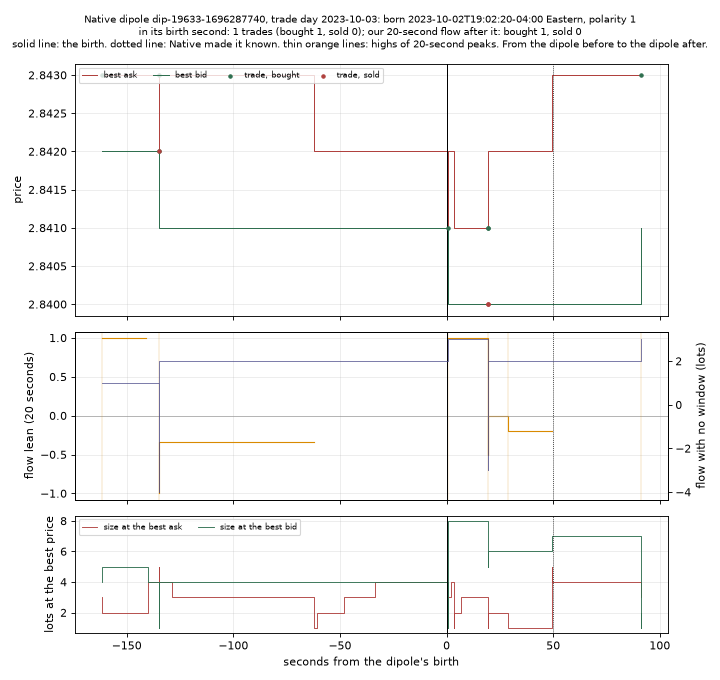 Native dipole dip-19633-1696287740, trade day 2023-10-03: born 2023-10-02T19:02:20-04:00 Eastern, polarity 1
in its birth second: 1 trades (bought 1, sold 0); our 20-second flow after it: bought 1, sold 0
solid line: the birth. dotted line: Native made it known. thin orange lines: highs of 20-second peaks. From the dipole before to the dipole after.
best ask best bid trade, bought trade, sold
2.8430
2.8425
2.8420
2.8415
2.8410
2.8405
2.8400
price
1.0
0.5
0.0
−0.5
−1.0
flow lean (20 seconds)
2
0
−2
−4
flow with no window (lots)
size at the best ask size at the best bid
8
6
4
2
lots at the best price
−150 −100 −50 0 50 100
seconds from the dipole's birth